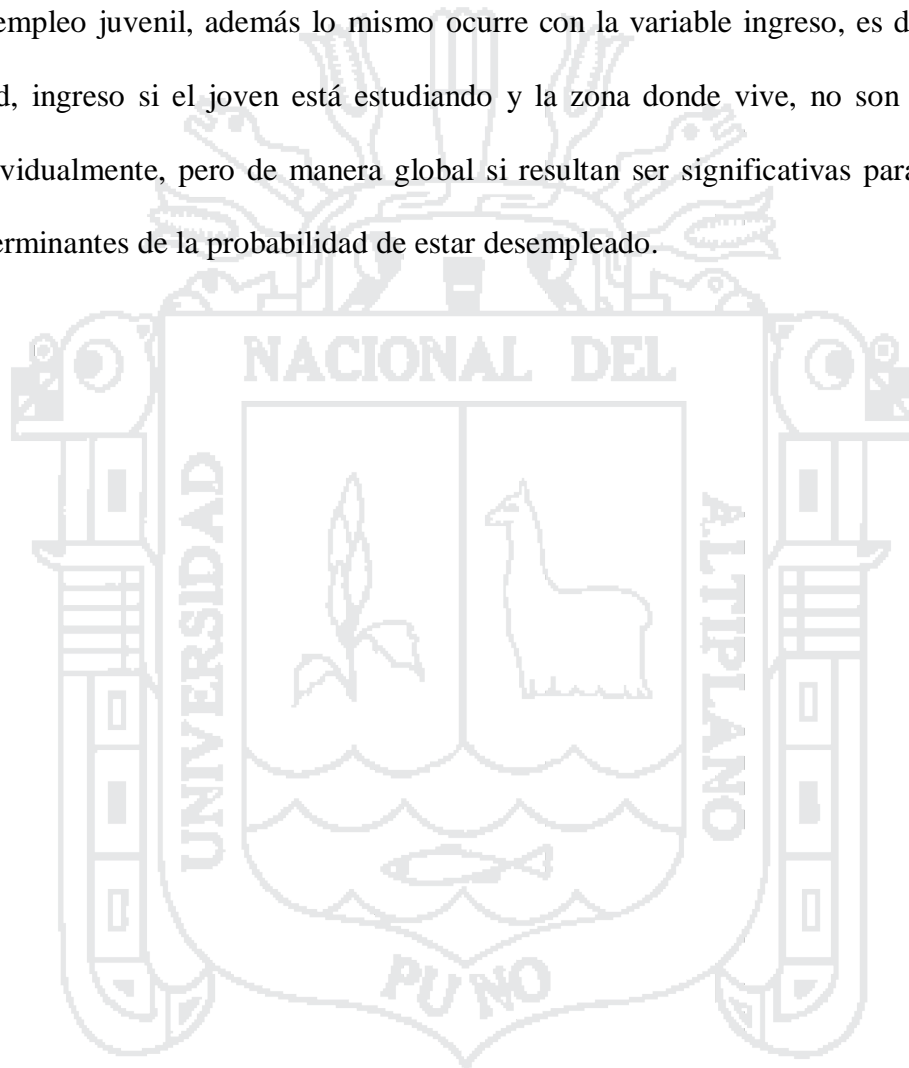 empleo juvenil, además lo mismo ocurre con la variable ingreso, es d
d, ingreso si el joven está estudiando y la zona donde vive, no son
vidualmente, pero de manera global si resultan ser significativas para
erminantes de la probabilidad de estar desempleado.
NACIONAL DEL
UNIVERSIDAD
ALTIPLANO
PUNO